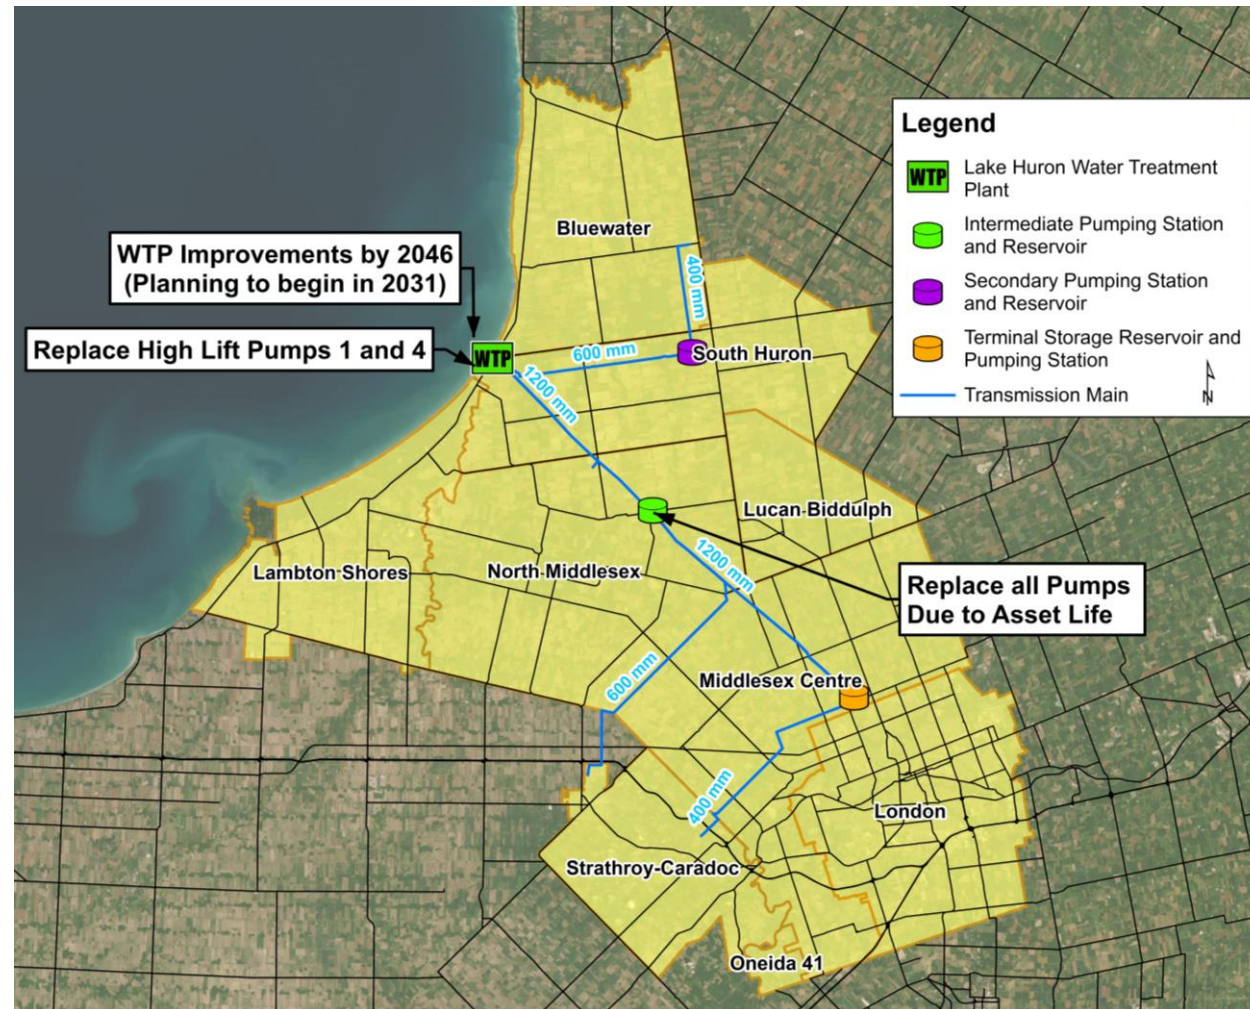 Legend
WTP
Lake Huron Water Treatment
Plant
Intermediate Pumping Station
and Reservoir
Secondary Pumping Station
and Reservoir
Terminal Storage Reservoir and
Pumping Station
Transmission Main
N
Bluewater
WTP Improvements by 2046
(Planning to begin in 2031)
400 mm
Replace High Lift Pumps 1 and 4
WTP
600 mm
South Huron
1200 mm
Lucan Biddulph
1200 mm
Lambton Shores
North Middlesex
Replace all Pumps
Due to Asset Life
600 mm
Middlesex Centre
400 mm
London
Strathroy-Caradoc
Oneida 41